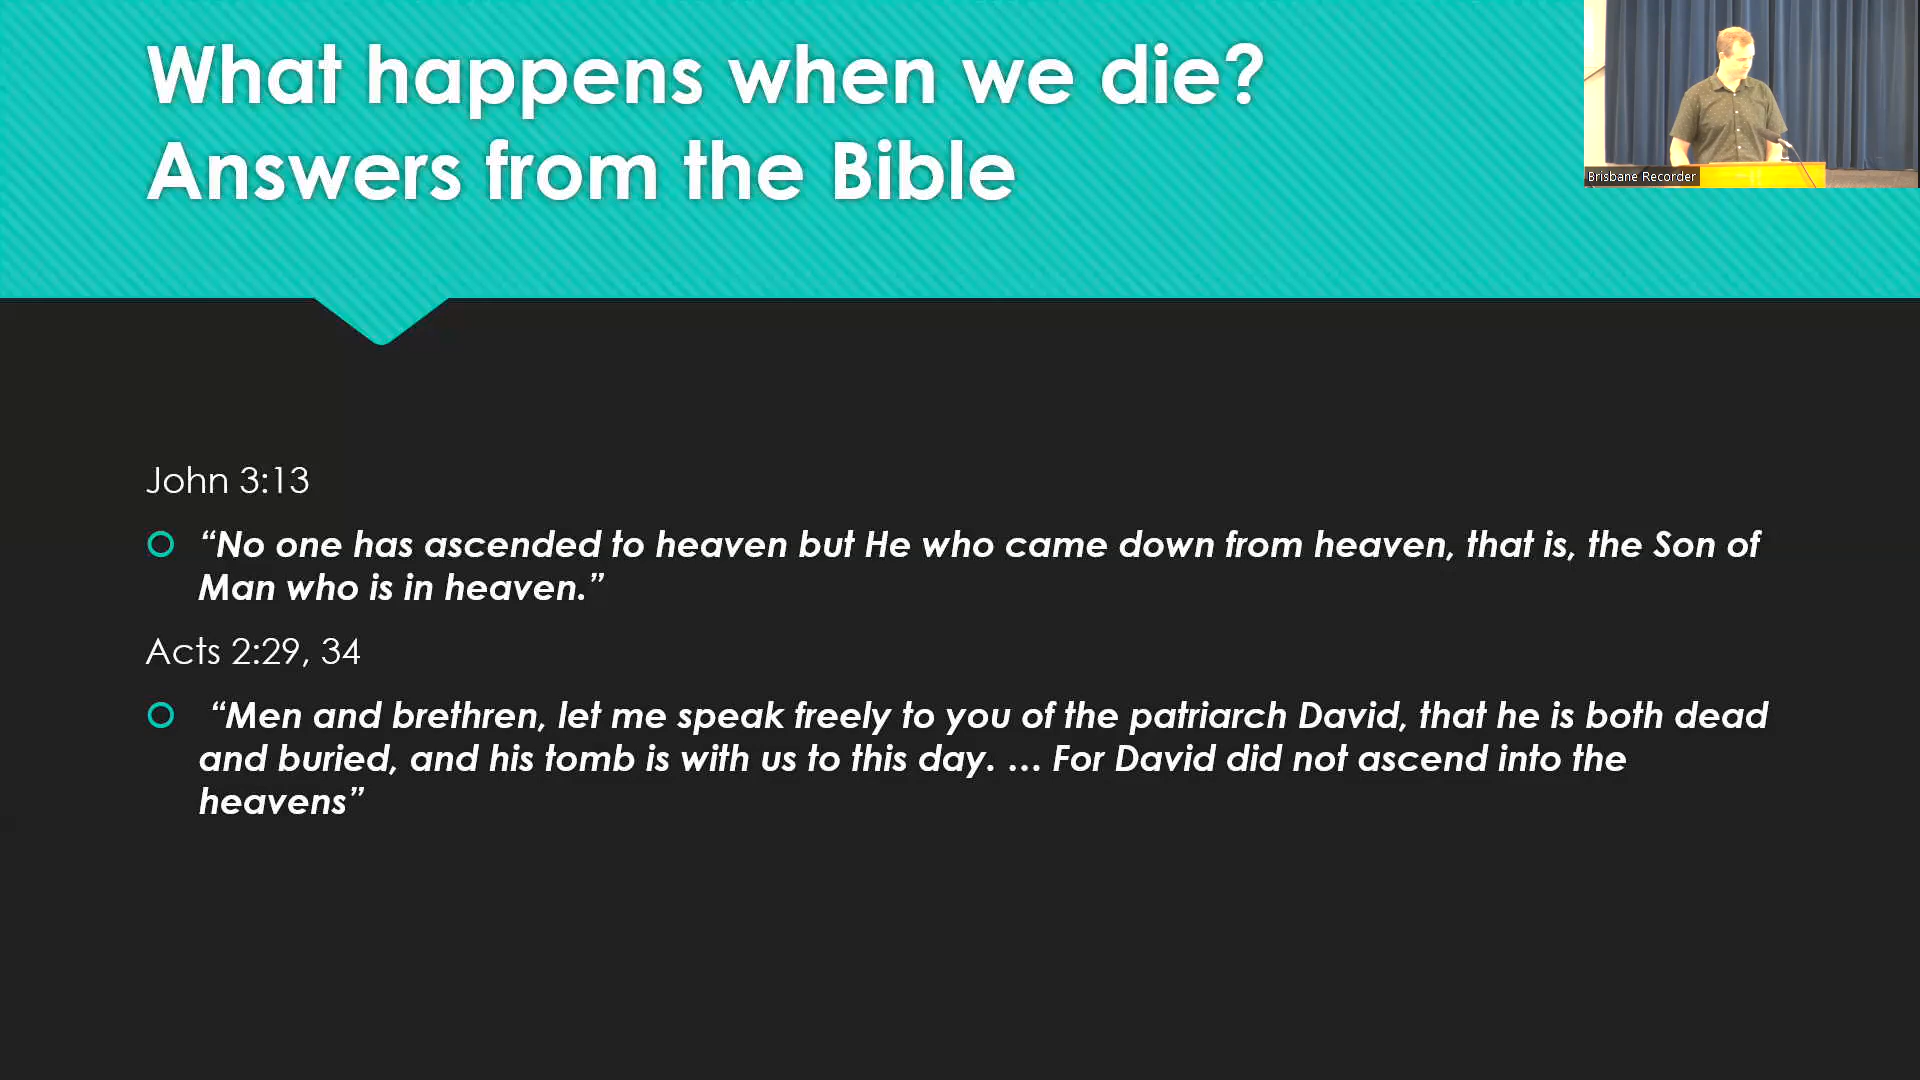 What happens when we die?
Answers from the Bible
Brisbane Recorder
John 3:13
“No one has ascended to heaven but He who came down from heaven, that is, the Son of
Man who is in heaven.”
Acts 2:29, 34
“Men and brethren, let me speak freely to you of the patriarch David, that he is both dead
and buried, and his tomb is with us to this day. … For David did not ascend into the
heavens”